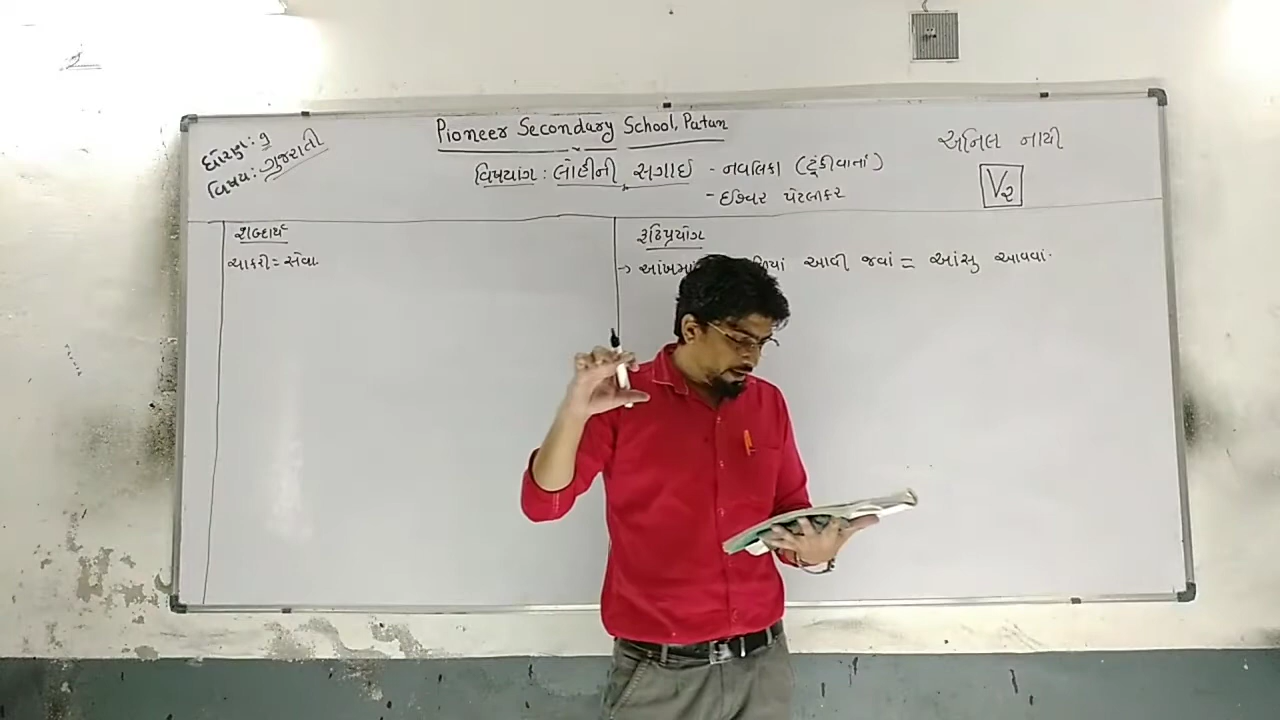 ધોરણ: ૧
વિષય: ગુજરાતી
Pioneer Secondary School, Patan
વિષયાંગ: લોહીની સગાઇ - નવલિકા (ટૂંકીવાર્તા)
- ઈશ્વર પેટલીકર
અનિલ નાયી
V2
શબ્દાર્થ
ચાકરી = સેવા.
રૂઢિપ્રયોગ
→ આંખમાં આવી જવાં = આંસુ આવવાં.